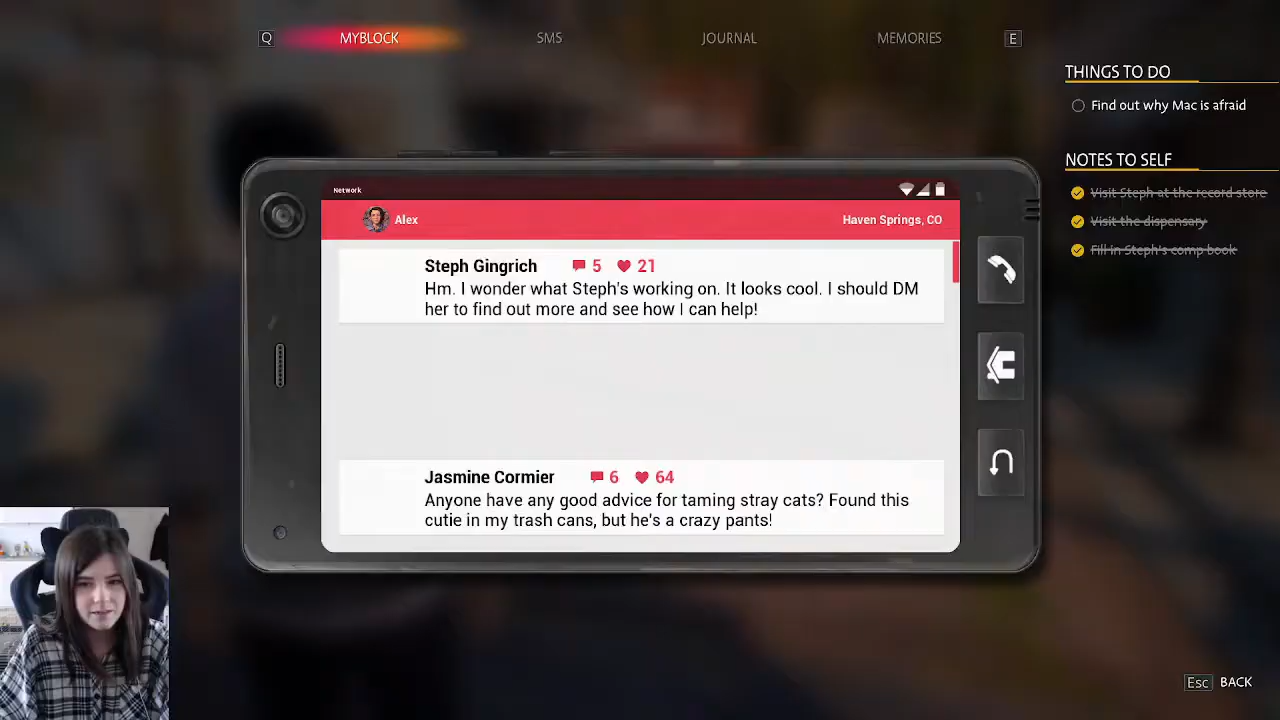 Q MYBLOCK SMS JOURNAL MEMORIES E
THINGS TO DO
Find out why Mac is afraid
NOTES TO SELF
Visit Steph at the record store
Visit the dispensary
Fill in Steph's comp book
Network
Alex Haven Springs, CO
Steph Gingrich 5 21
Hm. I wonder what Steph's working on. It looks cool. I should DM
her to find out more and see how I can help!
Jasmine Cormier 6 64
Anyone have any good advice for taming stray cats? Found this
cutie in my trash cans, but he's a crazy pants!
Esc BACK